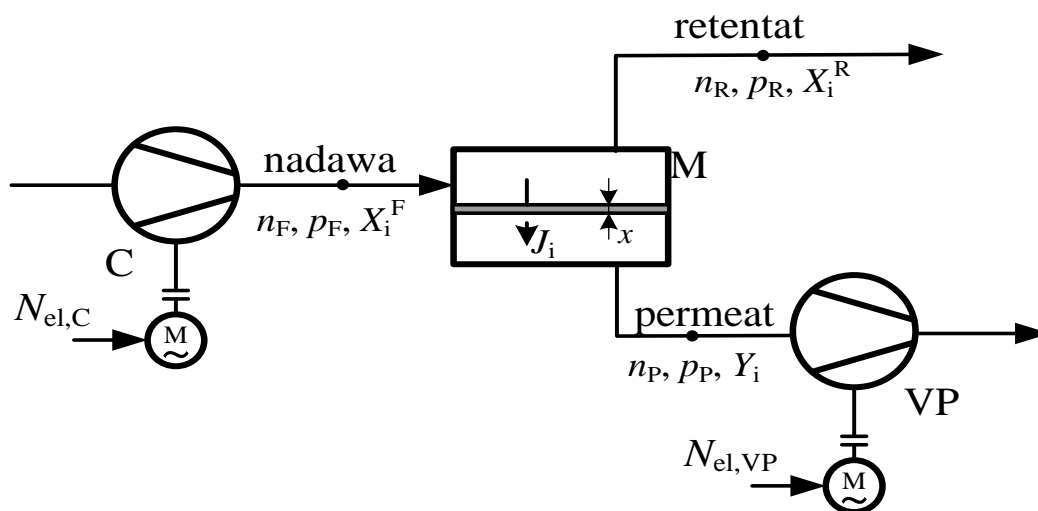 retentat
n_R, p_R, X_i^R
nadawa
M
n_F, p_F, X_i^F
C
J_i
x
N_el,C
M
~
permeat
n_P, p_P, Y_i
VP
N_el,VP
M
~